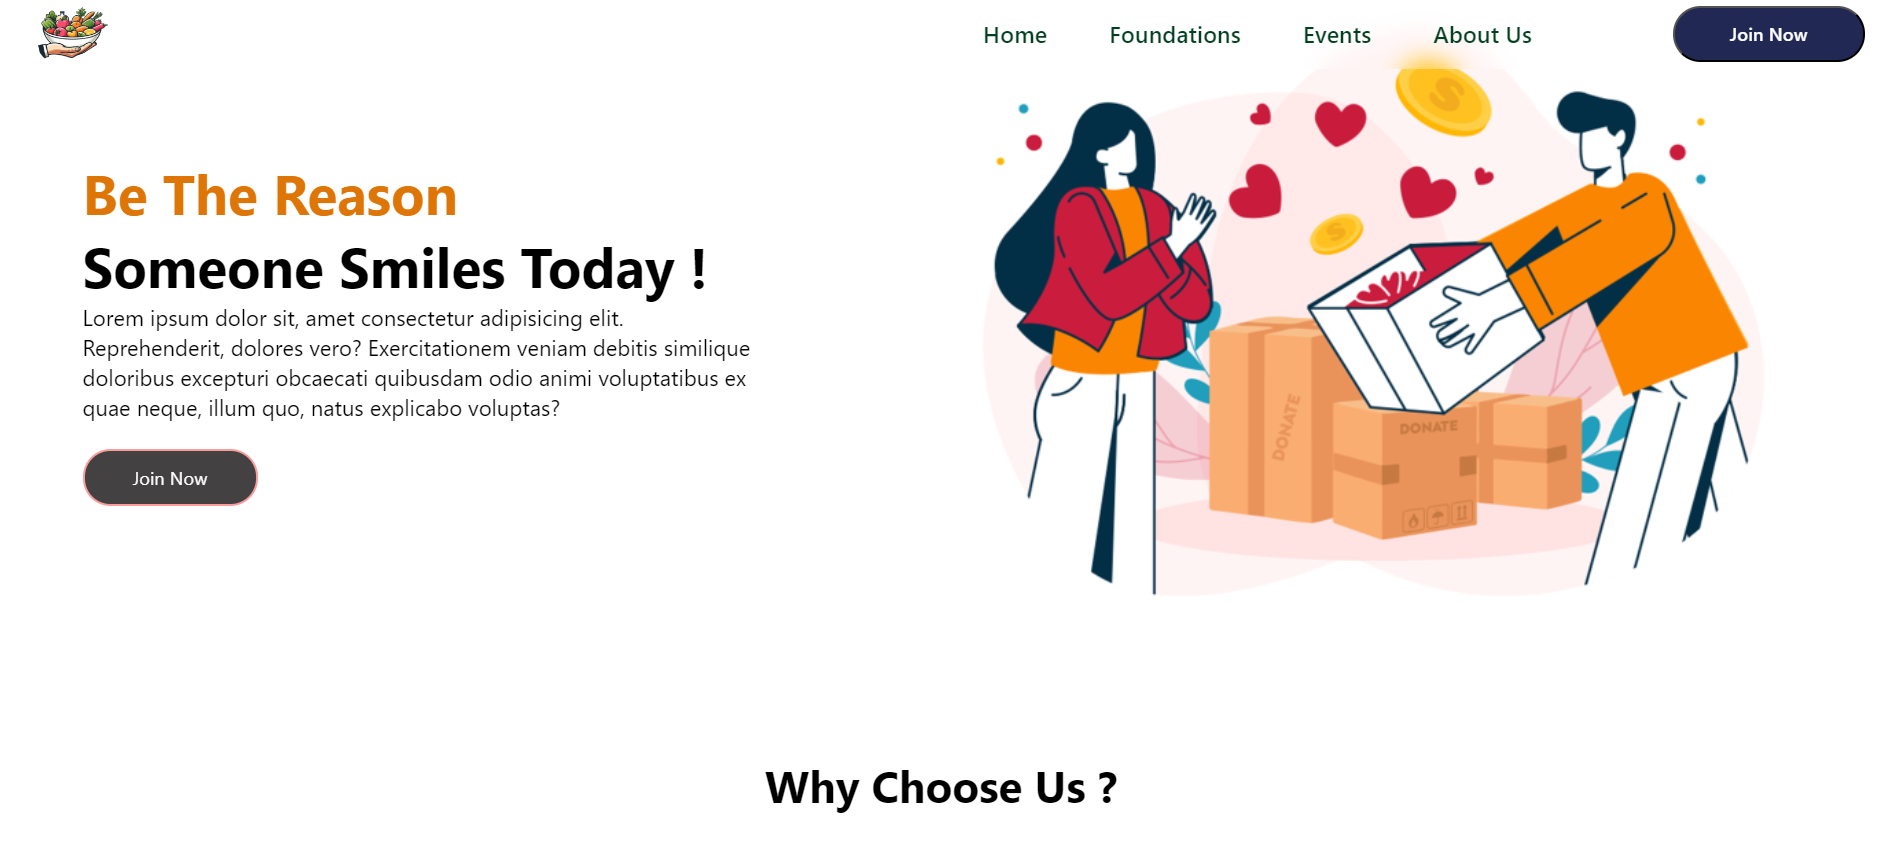 Home Foundations Events About Us Join Now
Be The Reason
Someone Smiles Today !
Lorem ipsum dolor sit, amet consectetur adipisicing elit.
Reprehenderit, dolores vero? Exercitationem veniam debitis similique
doloribus excepturi obcaecati quibusdam odio animi voluptatibus ex
quae neque, illum quo, natus explicabo voluptas?
Join Now
DONATE
DONATE
Why Choose Us ?